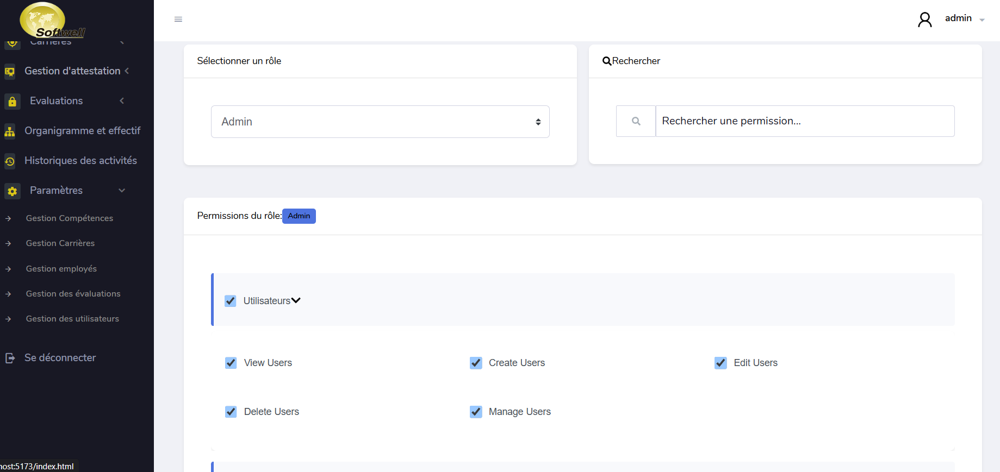 Softwell
Carrières
Gestion d'attestation
Evaluations
Organigramme et effectif
Historiques des activités
Paramètres
Gestion Compétences
Gestion Carrières
Gestion employés
Gestion des évaluations
Gestion des utilisateurs
Se déconnecter
host:5173/index.html
admin
Sélectionner un rôle
Admin
Rechercher
Rechercher une permission...
Permissions du rôle: Admin
Utilisateurs
View Users
Create Users
Edit Users
Delete Users
Manage Users